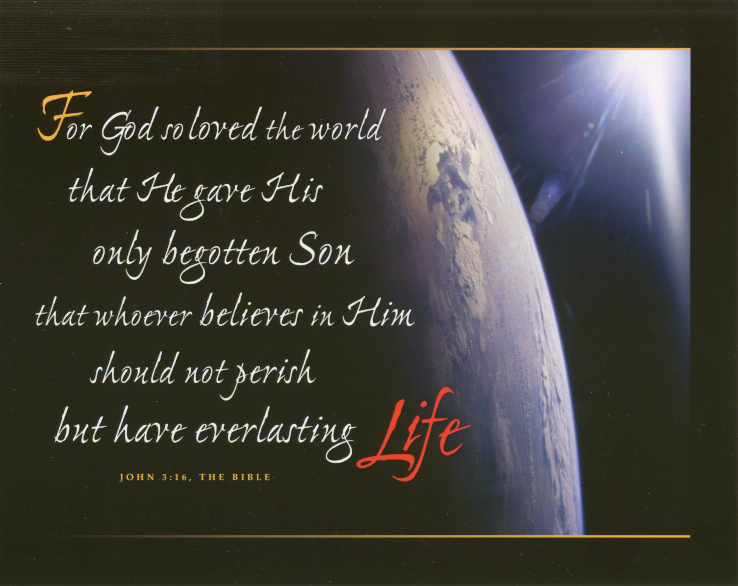 For God so loved the world
that He gave His
only begotten Son
that whoever believes in Him
should not perish
but have everlasting Life
JOHN 3:16, THE BIBLE